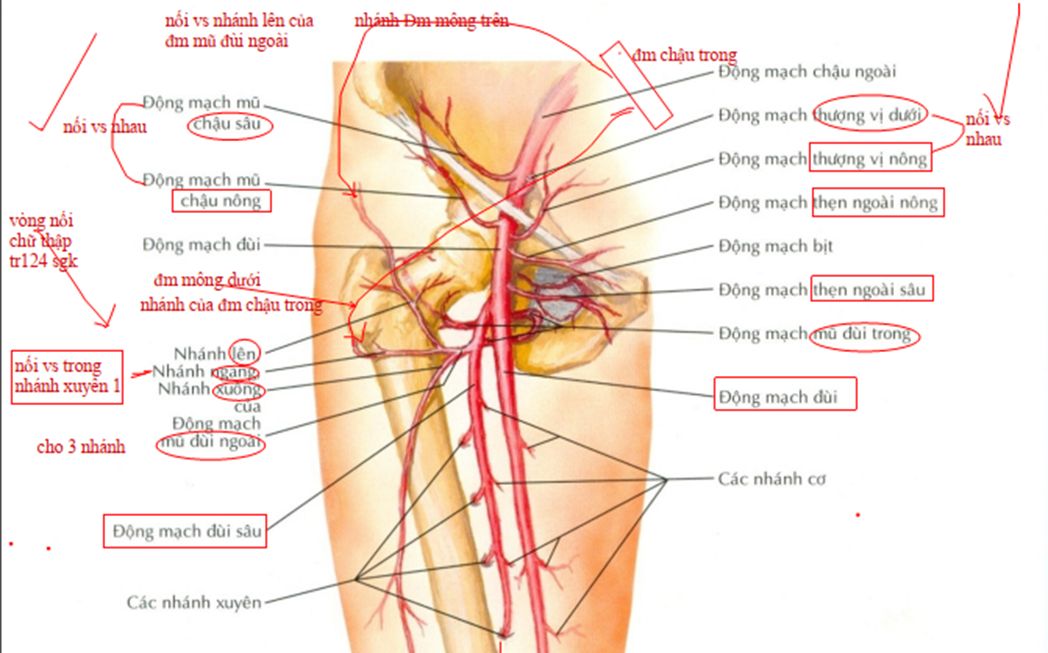 nối vs nhánh lên của
đm mũ đùi ngoài
nhánh Đm mông trên
đm chậu trong
Động mạch chậu ngoài
Động mạch mũ
chậu sâu
nối vs nhau
Động mạch thượng vị dưới
nối vs
nhau
Động mạch thượng vị nông
Động mạch mũ
chậu nông
Động mạch thẹn ngoài nông
vòng nối
chữ thập
tr124 sgk
Động mạch đùi
Động mạch bịt
đm mông dưới
nhánh của đm chậu trong
Động mạch thẹn ngoài sâu
Động mạch mũ đùi trong
Nhánh lên
nối vs trong
nhánh xuyên 1
Nhánh ngang
Nhánh xuống
của
Động mạch
mũ đùi ngoài
Động mạch đùi
cho 3 nhánh
Các nhánh cơ
Động mạch đùi sâu
Các nhánh xuyên